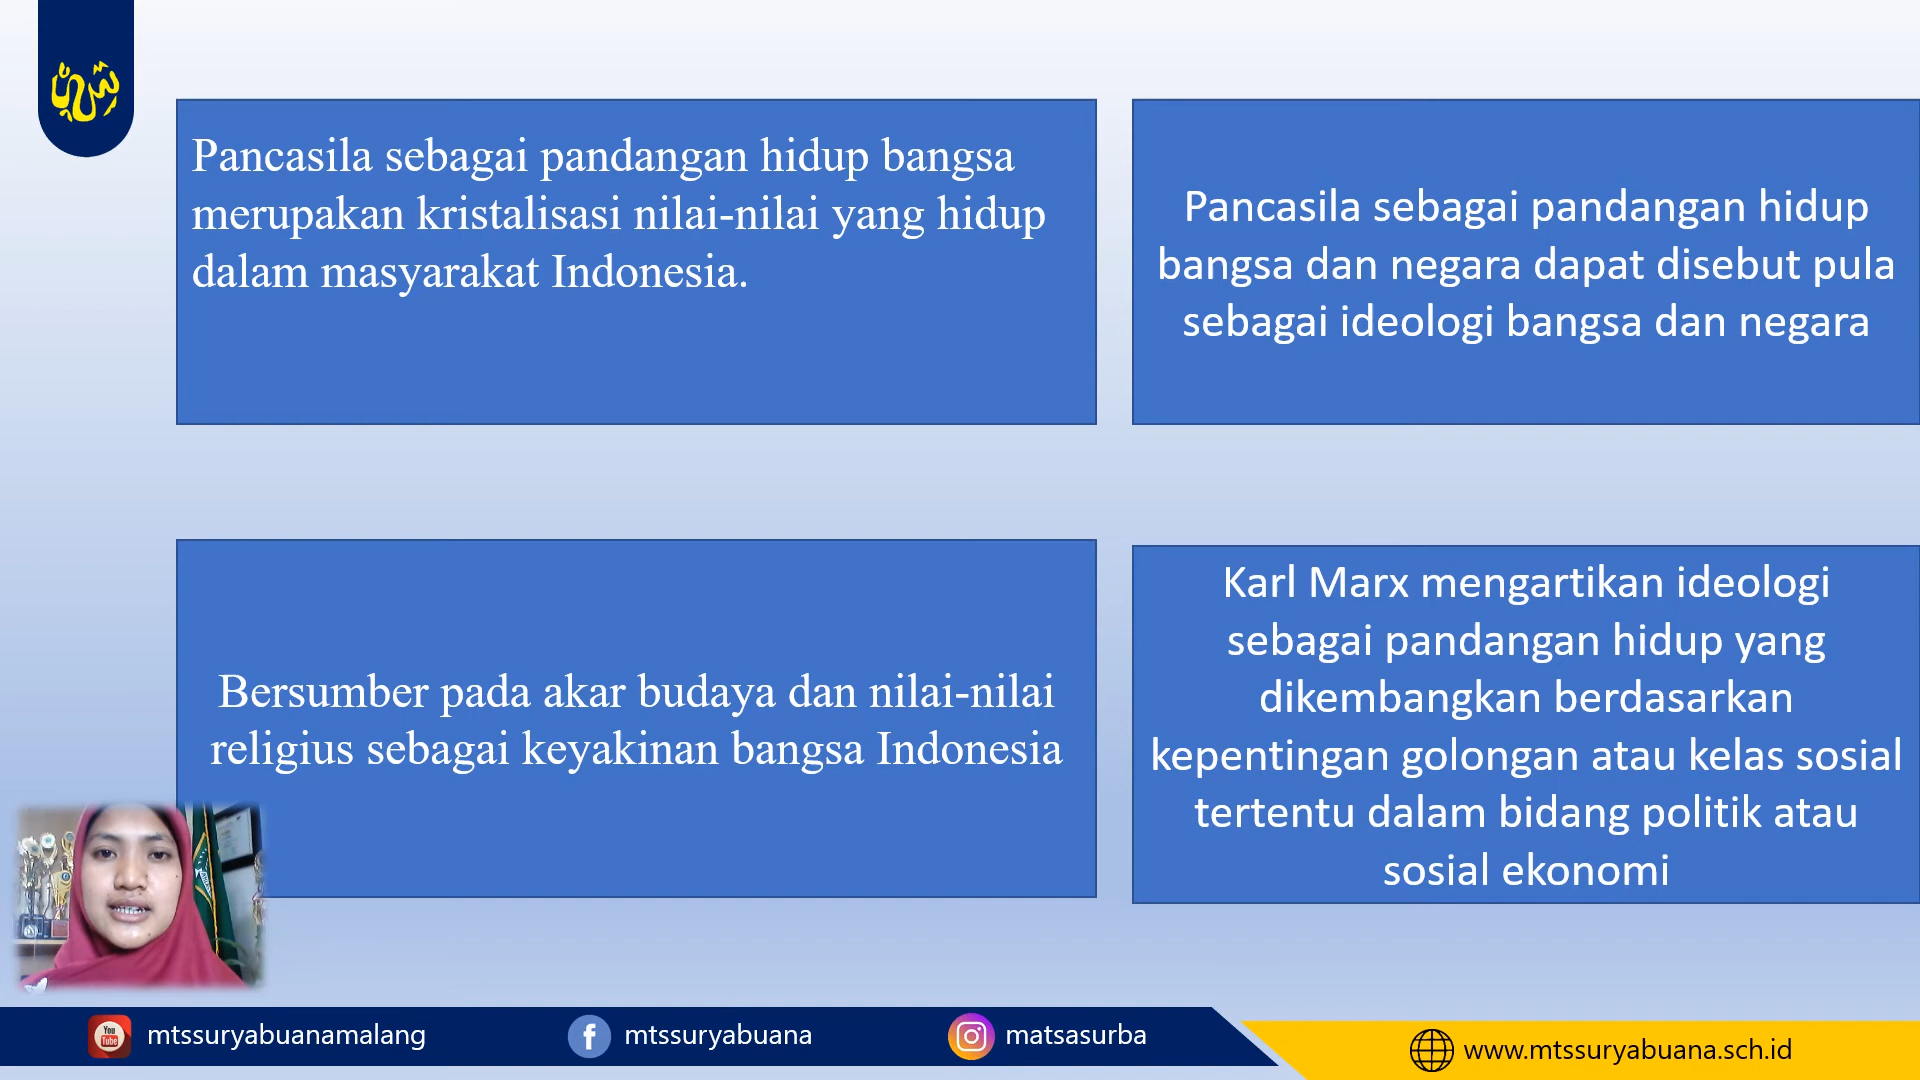 Pancasila sebagai pandangan hidup bangsa
merupakan kristalisasi nilai-nilai yang hidup
dalam masyarakat Indonesia.
Pancasila sebagai pandangan hidup
bangsa dan negara dapat disebut pula
sebagai ideologi bangsa dan negara
Bersumber pada akar budaya dan nilai-nilai
religius sebagai keyakinan bangsa Indonesia
Karl Marx mengartikan ideologi
sebagai pandangan hidup yang
dikembangkan berdasarkan
kepentingan golongan atau kelas sosial
tertentu dalam bidang politik atau
sosial ekonomi
You
Tube
mtssuryabuanamalang
mtssuryabuana
matsasurba
www.mtssuryabuana.sch.id